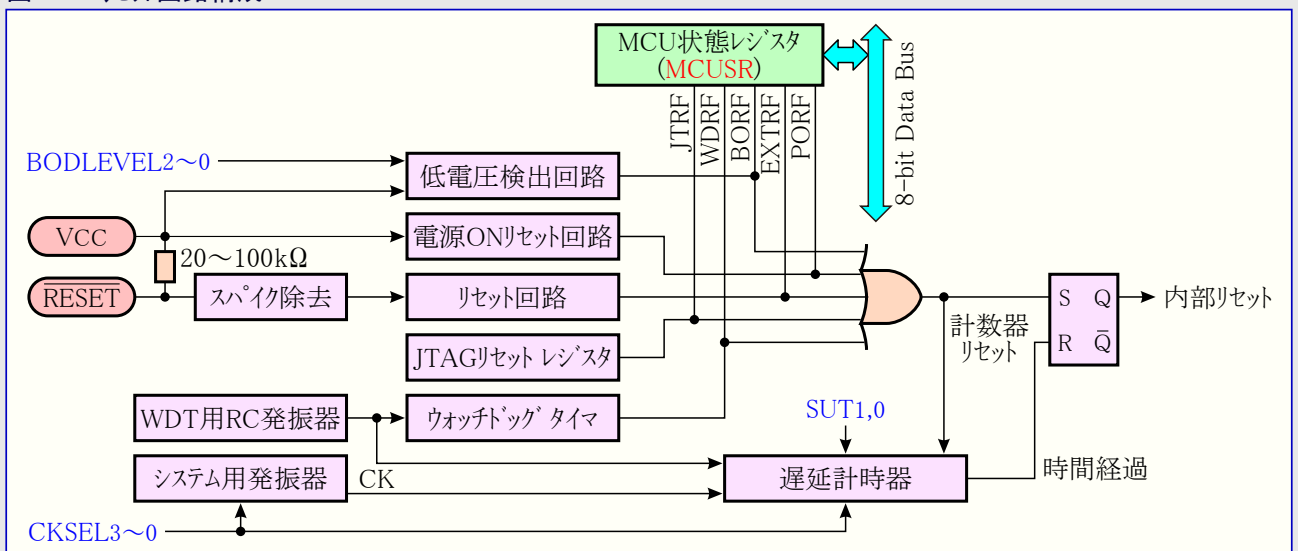 MCU状態レジスタ
(MCUSR)
JTRF
WDRF
BORF
EXTRF
PORF
8-bit Data Bus
BODLEVEL2～0
低電圧検出回路
VCC
電源ONリセット回路
20～100kΩ
RESET
スパイク除去
リセット回路
S Q
内部リセット
計数器
リセット
R Q̅
JTAGリセット レジスタ
WDT用RC発振器
ウォッチドッグ タイマ
SUT1,0
システム用発振器
CK
遅延計時器
時間経過
CKSEL3～0